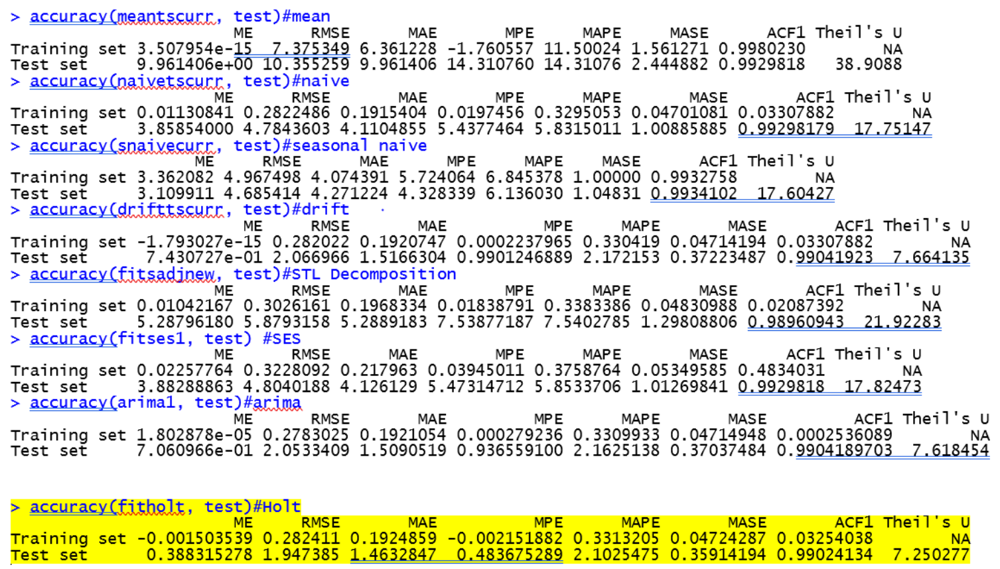 > accuracy(meantscurr, test)#mean
ME RMSE MAE MPE MAPE MASE ACF1 Theil's U
Training set 3.507954e-15 7.375349 6.361228 -1.760557 11.50024 1.561271 0.9980230 NA
Test set 9.961406e+00 10.355259 9.961406 14.310760 14.31076 2.444882 0.9929818 38.9088
> accuracy(naivetscurr, test)#naive
ME RMSE MAE MPE MAPE MASE ACF1 Theil's U
Training set 0.01130841 0.2822486 0.1915404 0.0197456 0.3295053 0.04701081 0.03307882 NA
Test set 3.85854000 4.7843603 4.1104855 5.4377464 5.8315011 1.00885885 0.99298179 17.75147
> accuracy(snaivecurr, test)#seasonal naive
ME RMSE MAE MPE MAPE MASE ACF1 Theil's U
Training set 3.362082 4.967498 4.074391 5.724064 6.845378 1.00000 0.9932758 NA
Test set 3.109911 4.685414 4.271224 4.328339 6.136030 1.04831 0.9934102 17.60427
> accuracy(drifttscurr, test)#drift
ME RMSE MAE MPE MAPE MASE ACF1 Theil's U
Training set -1.793027e-15 0.282022 0.1920747 0.0002237965 0.330419 0.04714194 0.03307882 NA
Test set 7.430727e-01 2.066966 1.5166304 0.9901246889 2.172153 0.37223487 0.99041923 7.664135
> accuracy(fitsadjnew, test)#STL Decomposition
ME RMSE MAE MPE MAPE MASE ACF1 Theil's U
Training set 0.01042167 0.3026161 0.1968334 0.01838791 0.3383386 0.04830988 0.02087392 NA
Test set 5.28796180 5.8793158 5.2889183 7.53877187 7.5402785 1.29808806 0.98960943 21.92283
> accuracy(fitses1, test) #SES
ME RMSE MAE MPE MAPE MASE ACF1 Theil's U
Training set 0.02257764 0.3228092 0.217963 0.03945011 0.3758764 0.05349585 0.4834031 NA
Test set 3.88288863 4.8040188 4.126129 5.47314712 5.8533706 1.01269841 0.9929818 17.82473
> accuracy(arima1, test)#arima
ME RMSE MAE MPE MAPE MASE ACF1 Theil's U
Training set 1.802878e-05 0.2783025 0.1921054 0.000279236 0.3309933 0.04714948 0.0002536089 NA
Test set 7.060966e-01 2.0533409 1.5090519 0.936559100 2.1625138 0.37037484 0.9904189703 7.618454
> accuracy(fitholt, test)#Holt
ME RMSE MAE MPE MAPE MASE ACF1 Theil's U
Training set -0.001503539 0.282411 0.1924859 -0.002151882 0.3313205 0.04724287 0.03254038 NA
Test set 0.388315278 1.947385 1.4632847 0.483675289 2.1025475 0.35914194 0.99024134 7.250277